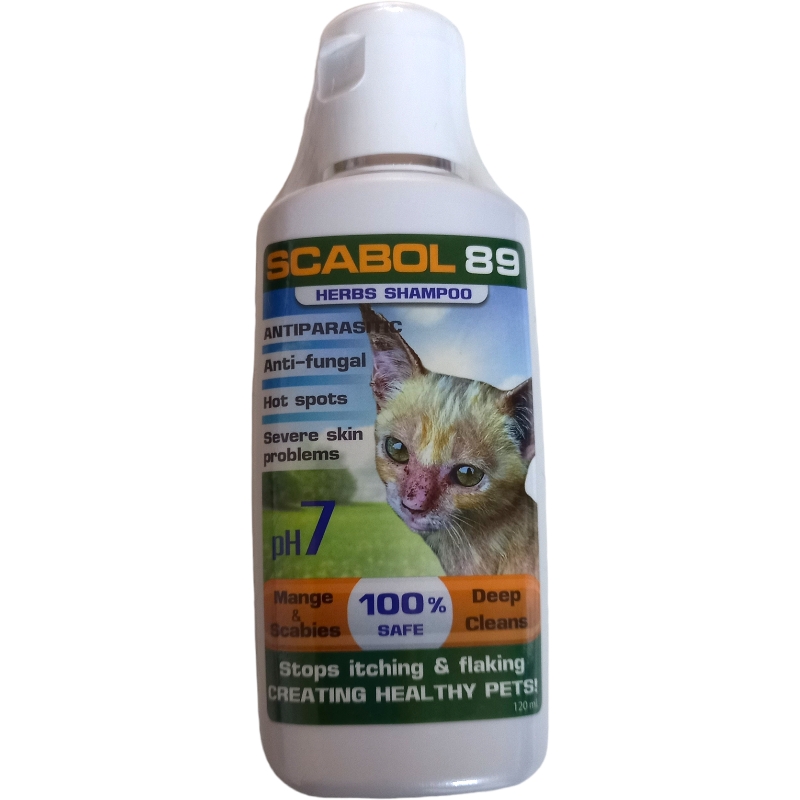 SCABOL 89
HERBS SHAMPOO
ANTIPARASITIC
Anti-fungal
Hot spots
Severe skin
problems
pH7
Mange
&
Scabies
100%
SAFE
Deep
Cleans
Stops itching & flaking
CREATING HEALTHY PETS!
120 ml